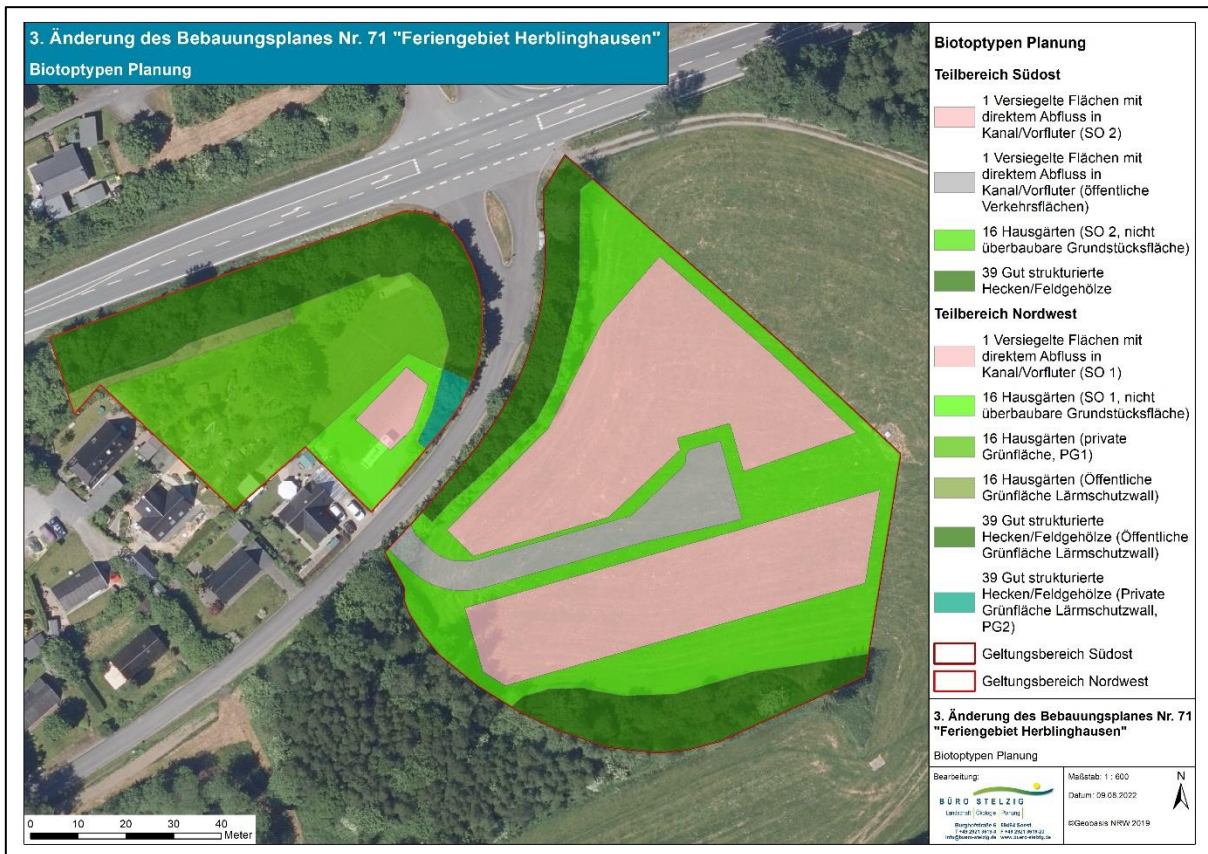 3. Änderung des Bebauungsplanes Nr. 71 "Feriengebiet Herblinghausen"
Biotoptypen Planung
Biotoptypen Planung
Teilbereich Südost
1 Versiegelte Flächen mit
direktem Abfluss in
Kanal/Vorfluter (SO 2)
1 Versiegelte Flächen mit
direktem Abfluss in
Kanal/Vorfluter (öffentliche
Verkehrsflächen)
16 Hausgärten (SO 2, nicht
überbaubare Grundstücksfläche)
39 Gut strukturierte
Hecken/Feldgehölze
Teilbereich Nordwest
1 Versiegelte Flächen mit
direktem Abfluss in
Kanal/Vorfluter (SO 1)
16 Hausgärten (SO 1, nicht
überbaubare Grundstücksfläche)
16 Hausgärten (private
Grünfläche, PG1)
16 Hausgärten (Öffentliche
Grünfläche Lärmschutzwall)
39 Gut strukturierte
Hecken/Feldgehölze (Öffentliche
Grünfläche Lärmschutzwall)
39 Gut strukturierte
Hecken/Feldgehölze (Private
Grünfläche Lärmschutzwall,
PG2)
Geltungsbereich Südost
Geltungsbereich Nordwest
3. Änderung des Bebauungsplanes Nr. 71
"Feriengebiet Herblinghausen"
Biotoptypen Planung
Bearbeitung:
BÜRO STELZIG
Landschaft | Ökologie | Planung
Maßstab: 1 : 600
Datum: 09.08.2022
©Geobasis NRW 2019
N
0 10 20 30 40
Meter